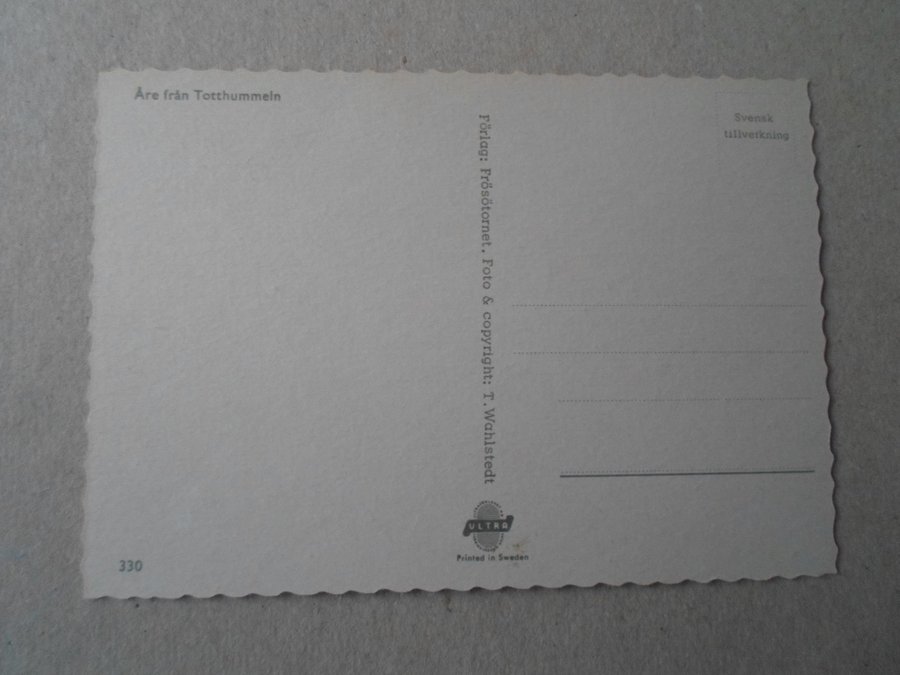 Åre från Totthummeln
Svensk
tillverkning
Förlag: Frösötornet. Foto & copyright: T. Wahlstedt
ULTRA
Printed in Sweden
330